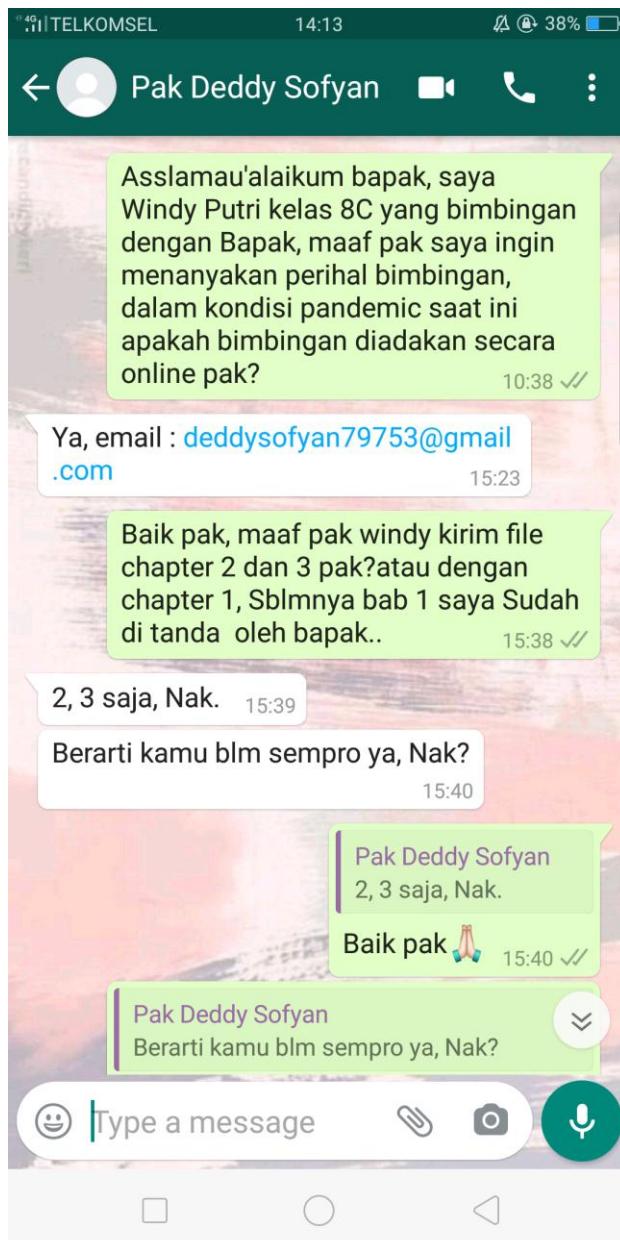 4G TELKOMSEL 14:13 38%
Pak Deddy Sofyan
Asslamau'alaikum bapak, saya
Windy Putri kelas 8C yang bimbingan
dengan Bapak, maaf pak saya ingin
menanyakan perihal bimbingan,
dalam kondisi pandemic saat ini
apakah bimbingan diadakan secara
online pak?
10:38
Ya, email : deddysofyan79753@gmail
.com
15:23
Baik pak, maaf pak windy kirim file
chapter 2 dan 3 pak?atau dengan
chapter 1, Sblmnya bab 1 saya Sudah
di tanda oleh bapak..
15:38
2, 3 saja, Nak. 15:39
Berarti kamu blm sempro ya, Nak?
15:40
Pak Deddy Sofyan
2, 3 saja, Nak.
Baik pak🙏🏻 15:40
Pak Deddy Sofyan
Berarti kamu blm sempro ya, Nak?
Type a message